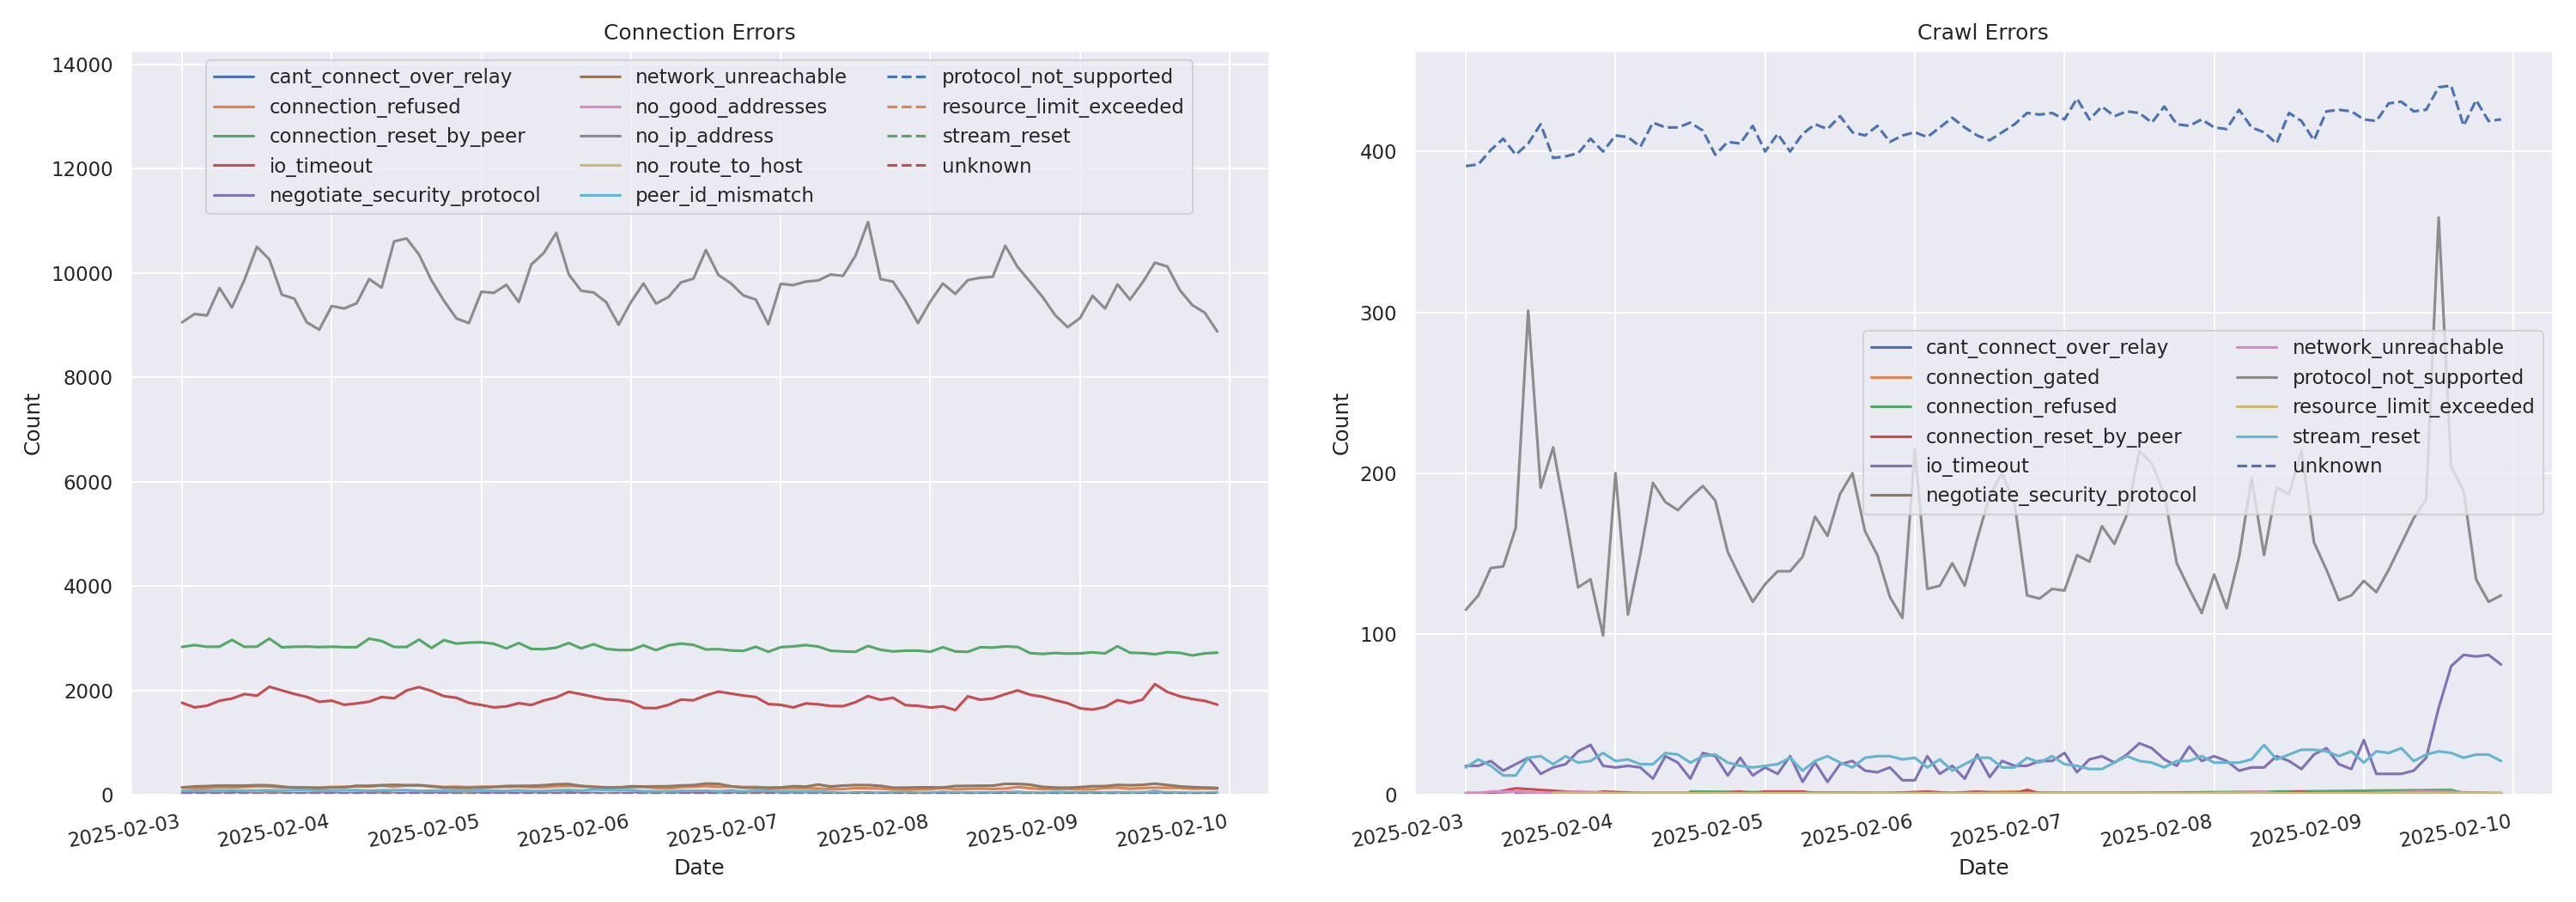 Connection Errors
14000
12000
10000
8000
6000
4000
2000
0
Count
cant_connect_over_relay
connection_refused
connection_reset_by_peer
io_timeout
negotiate_security_protocol
network_unreachable
no_good_addresses
no_ip_address
no_route_to_host
peer_id_mismatch
protocol_not_supported
resource_limit_exceeded
stream_reset
unknown
2025-02-03
2025-02-04
2025-02-05
2025-02-06
2025-02-07
2025-02-08
2025-02-09
2025-02-10
Date
Crawl Errors
400
300
200
100
0
Count
cant_connect_over_relay
connection_gated
connection_refused
connection_reset_by_peer
io_timeout
negotiate_security_protocol
network_unreachable
protocol_not_supported
resource_limit_exceeded
stream_reset
unknown
2025-02-03
2025-02-04
2025-02-05
2025-02-06
2025-02-07
2025-02-08
2025-02-09
2025-02-10
Date